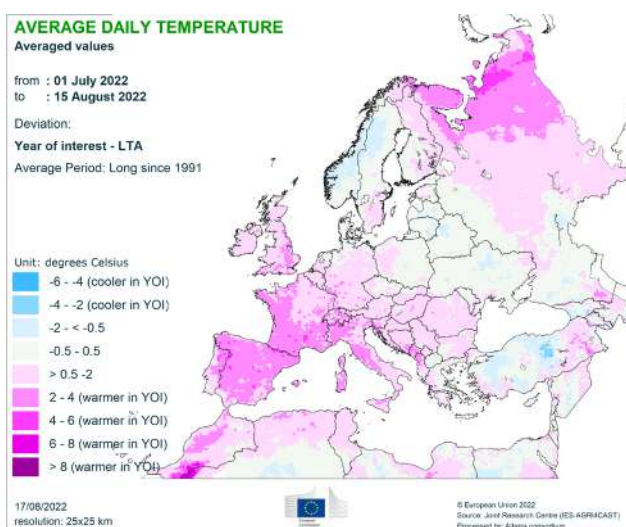 AVERAGE DAILY TEMPERATURE
Averaged values
from : 01 July 2022
to : 15 August 2022
Deviation:
Year of interest - LTA
Average Period: Long since 1991
Unit: degrees Celsius
-6 - -4 (cooler in YOI)
-4 - -2 (cooler in YOI)
-2 - < -0.5
-0.5 - 0.5
> 0.5 -2
2 - 4 (warmer in YOI)
4 - 6 (warmer in YOI)
6 - 8 (warmer in YOI)
> 8 (warmer in YOI)
17/08/2022
resolution: 25x25 km
© European Union 2022
Source: Joint Research Centre (IES-AGRI4CAST)
Processed by: Alterra consortium